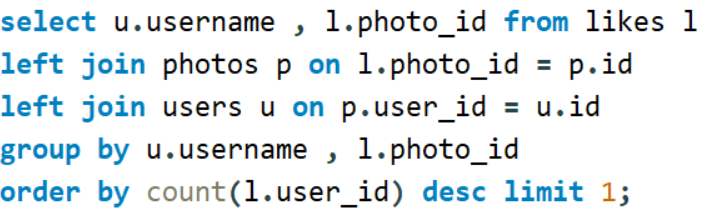 select u.username , l.photo_id from likes l
left join photos p on l.photo_id = p.id
left join users u on p.user_id = u.id
group by u.username , l.photo_id
order by count(l.user_id) desc limit 1;